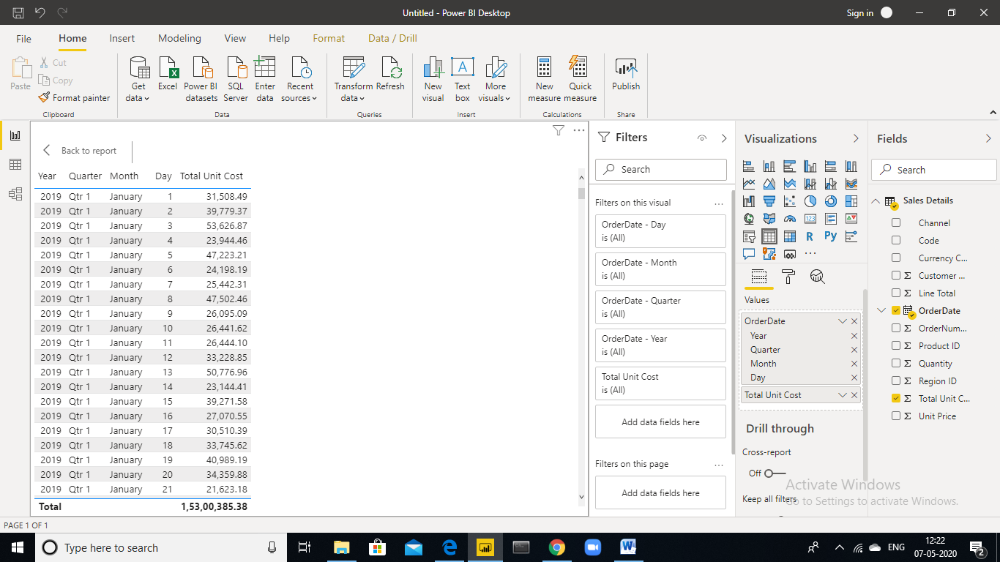 Untitled - Power BI Desktop
Sign in
File Home Insert Modeling View Help Format Data / Drill
Paste
Cut
Copy
Format painter
Clipboard
Get data
Excel
Power BI datasets
SQL Server
Enter data
Recent sources
Data
Transform data
Refresh
Queries
New visual
Text box
More visuals
Insert
New measure
Quick measure
Calculations
Publish
Share
Back to report
Year Quarter Month Day Total Unit Cost
2019 Qtr 1 January 1 31,508.49
2019 Qtr 1 January 2 39,779.37
2019 Qtr 1 January 3 53,626.87
2019 Qtr 1 January 4 23,944.46
2019 Qtr 1 January 5 47,223.21
2019 Qtr 1 January 6 24,198.19
2019 Qtr 1 January 7 25,442.31
2019 Qtr 1 January 8 47,502.46
2019 Qtr 1 January 9 26,095.09
2019 Qtr 1 January 10 26,441.62
2019 Qtr 1 January 11 26,444.10
2019 Qtr 1 January 12 33,228.85
2019 Qtr 1 January 13 50,776.96
2019 Qtr 1 January 14 23,144.41
2019 Qtr 1 January 15 39,271.58
2019 Qtr 1 January 16 27,070.55
2019 Qtr 1 January 17 30,510.39
2019 Qtr 1 January 18 33,745.62
2019 Qtr 1 January 19 40,989.19
2019 Qtr 1 January 20 34,359.88
2019 Qtr 1 January 21 21,623.18
Total 1,53,00,385.38
Filters
Search
Filters on this visual ...
OrderDate - Day
is (All)
OrderDate - Month
is (All)
OrderDate - Quarter
is (All)
OrderDate - Year
is (All)
Total Unit Cost
is (All)
Add data fields here
Filters on this page ...
Add data fields here
Visualizations
123
R
Py
...
Values
OrderDate
Year
Quarter
Month
Day
Total Unit Cost
Drill through
Cross-report
Off
Keep all filters
Fields
Search
Sales Details
Channel
Code
Currency C...
Σ Customer ...
Σ Line Total
OrderDate
Σ OrderNum...
Σ Product ID
Σ Quantity
Σ Region ID
Σ Total Unit C...
Σ Unit Price
Activate Windows
Go to Settings to activate Windows.
PAGE 1 OF 1
Type here to search
ENG
12:22
07-05-2020
2